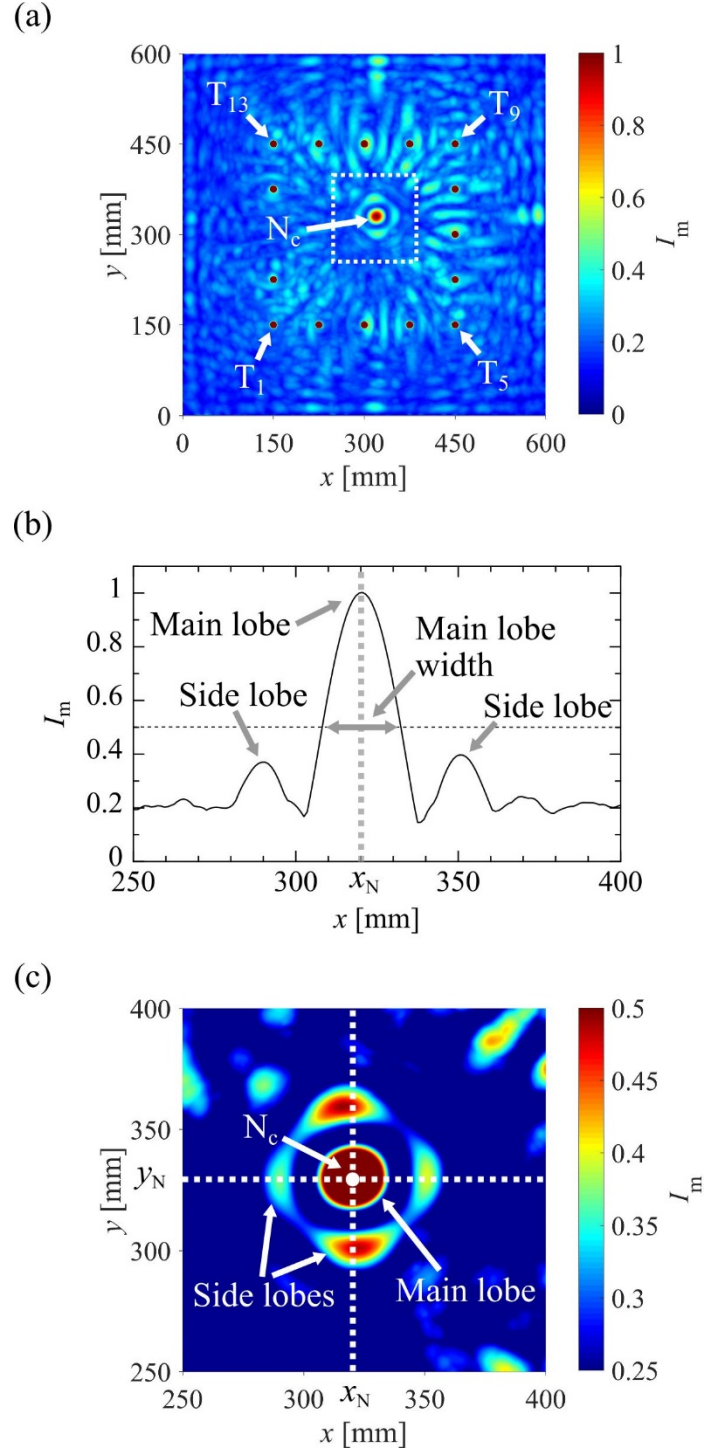 (a)
600
450
300
150
0
y [mm]
T13
T9
Nc
T1
T5
0
150
300
450
600
x [mm]
1
0.8
0.6
0.4
0.2
0
Im
(b)
1
0.8
0.6
0.4
0.2
0
Im
Main lobe
Main lobe
width
Side lobe
Side lobe
250
300
xN
350
400
x [mm]
(c)
400
350
yN
300
250
y [mm]
Nc
Side lobes
Main lobe
250
300
xN
350
400
x [mm]
0.5
0.45
0.4
0.35
0.3
0.25
Im